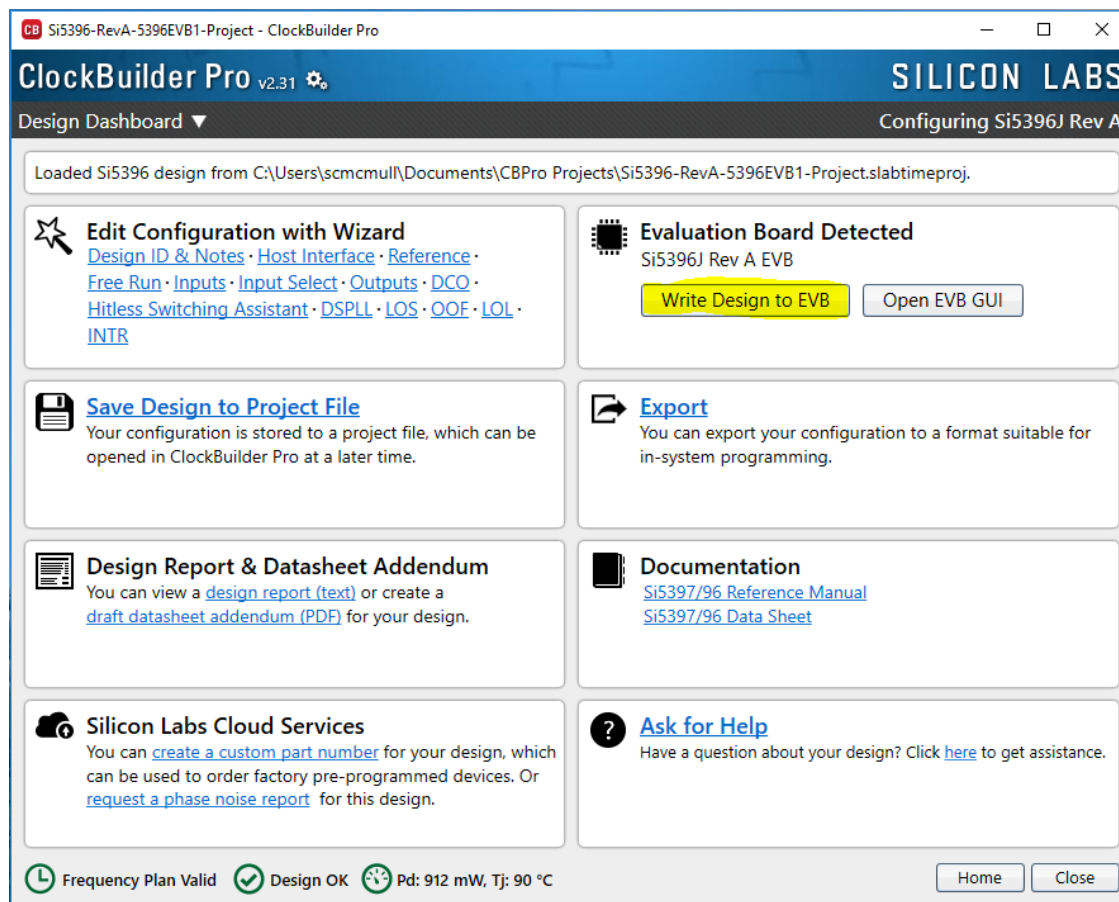 CB Si5396-RevA-5396EVB1-Project - ClockBuilder Pro
ClockBuilder Pro v2.31
SILICON LABS
Design Dashboard ▼
Configuring Si5396J Rev A
Loaded Si5396 design from C:\Users\scmcmull\Documents\CBPro Projects\Si5396-RevA-5396EVB1-Project.slabtimeproj.
Edit Configuration with Wizard
Design ID & Notes · Host Interface · Reference ·
Free Run · Inputs · Input Select · Outputs · DCO ·
Hitless Switching Assistant · DSPLL · LOS · OOF · LOL ·
INTR
Evaluation Board Detected
Si5396J Rev A EVB
Write Design to EVB
Open EVB GUI
Save Design to Project File
Your configuration is stored to a project file, which can be
opened in ClockBuilder Pro at a later time.
Export
You can export your configuration to a format suitable for
in-system programming.
Design Report & Datasheet Addendum
You can view a design report (text) or create a
draft datasheet addendum (PDF) for your design.
Documentation
Si5397/96 Reference Manual
Si5397/96 Data Sheet
Silicon Labs Cloud Services
You can create a custom part number for your design, which
can be used to order factory pre-programmed devices. Or
request a phase noise report for this design.
?
Ask for Help
Have a question about your design? Click here to get assistance.
Frequency Plan Valid
Design OK
Pd: 912 mW, Tj: 90 °C
Home
Close